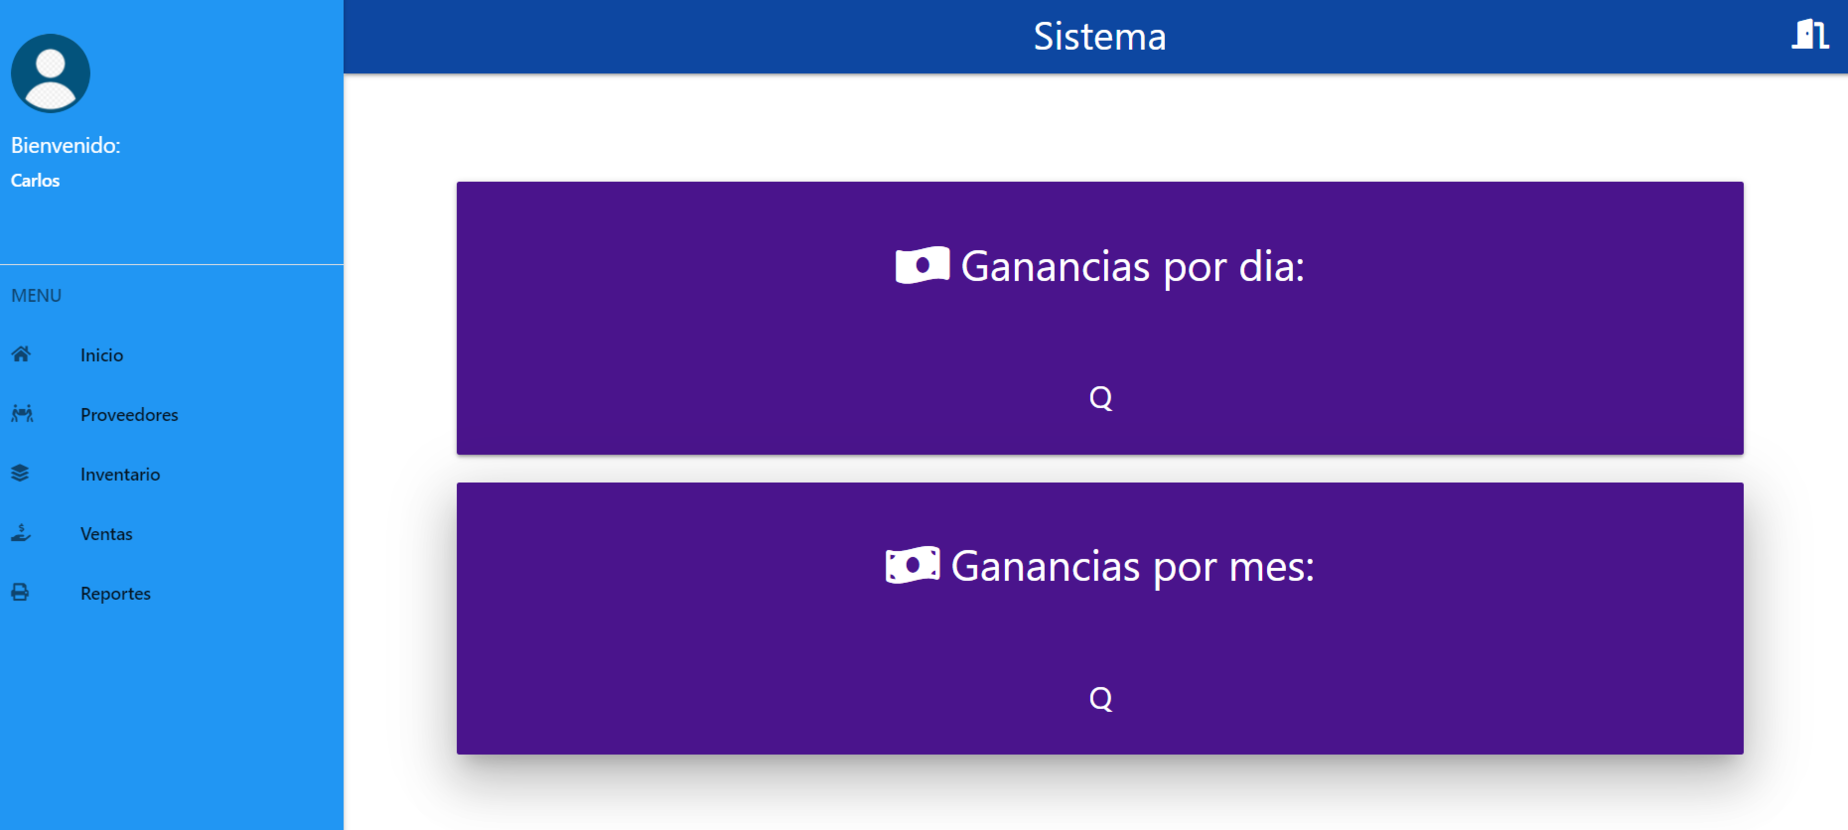 Sistema
Bienvenido:
Carlos
MENU
Inicio
Proveedores
Inventario
Ventas
Reportes
Ganancias por dia:
Q
Ganancias por mes:
Q